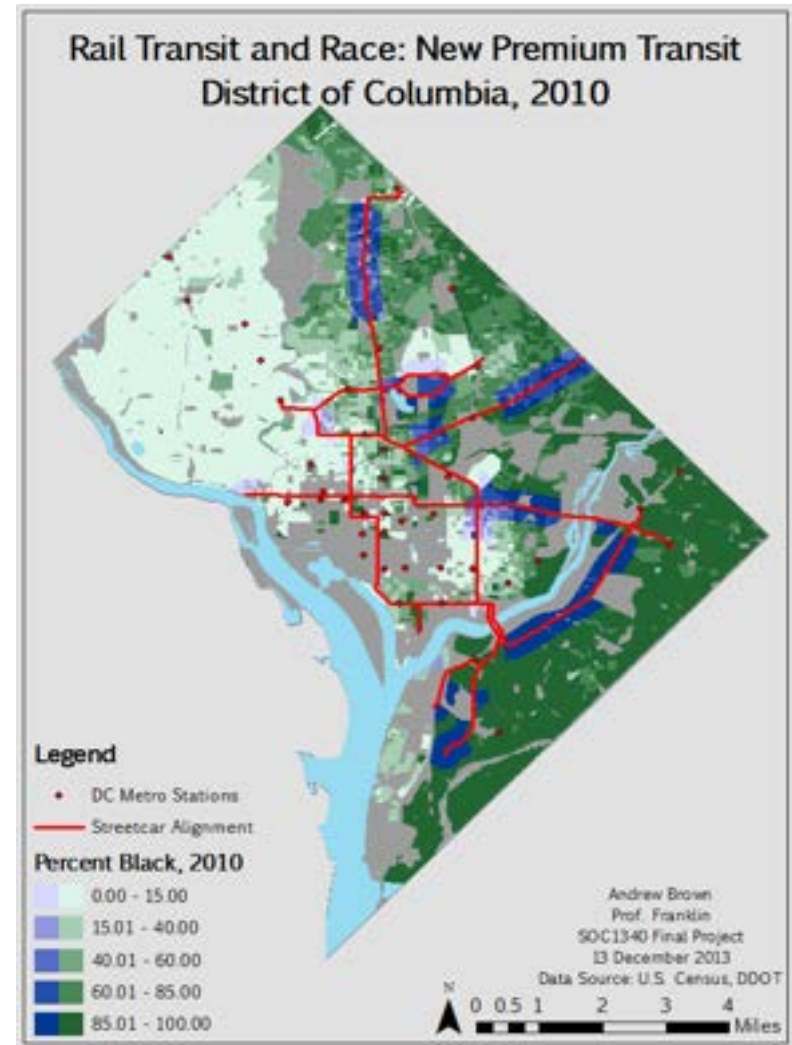 Rail Transit and Race: New Premium Transit
District of Columbia, 2010
Legend
DC Metro Stations
Streetcar Alignment
Percent Black, 2010
0.00 - 15.00
15.01 - 40.00
40.01 - 60.00
60.01 - 85.00
85.01 - 100.00
Andrew Brown
Prof. Franklin
SOC1340 Final Project
13 December 2013
Data Source: U.S. Census, DDOT
N
0 0.5 1 2 3 4
Miles